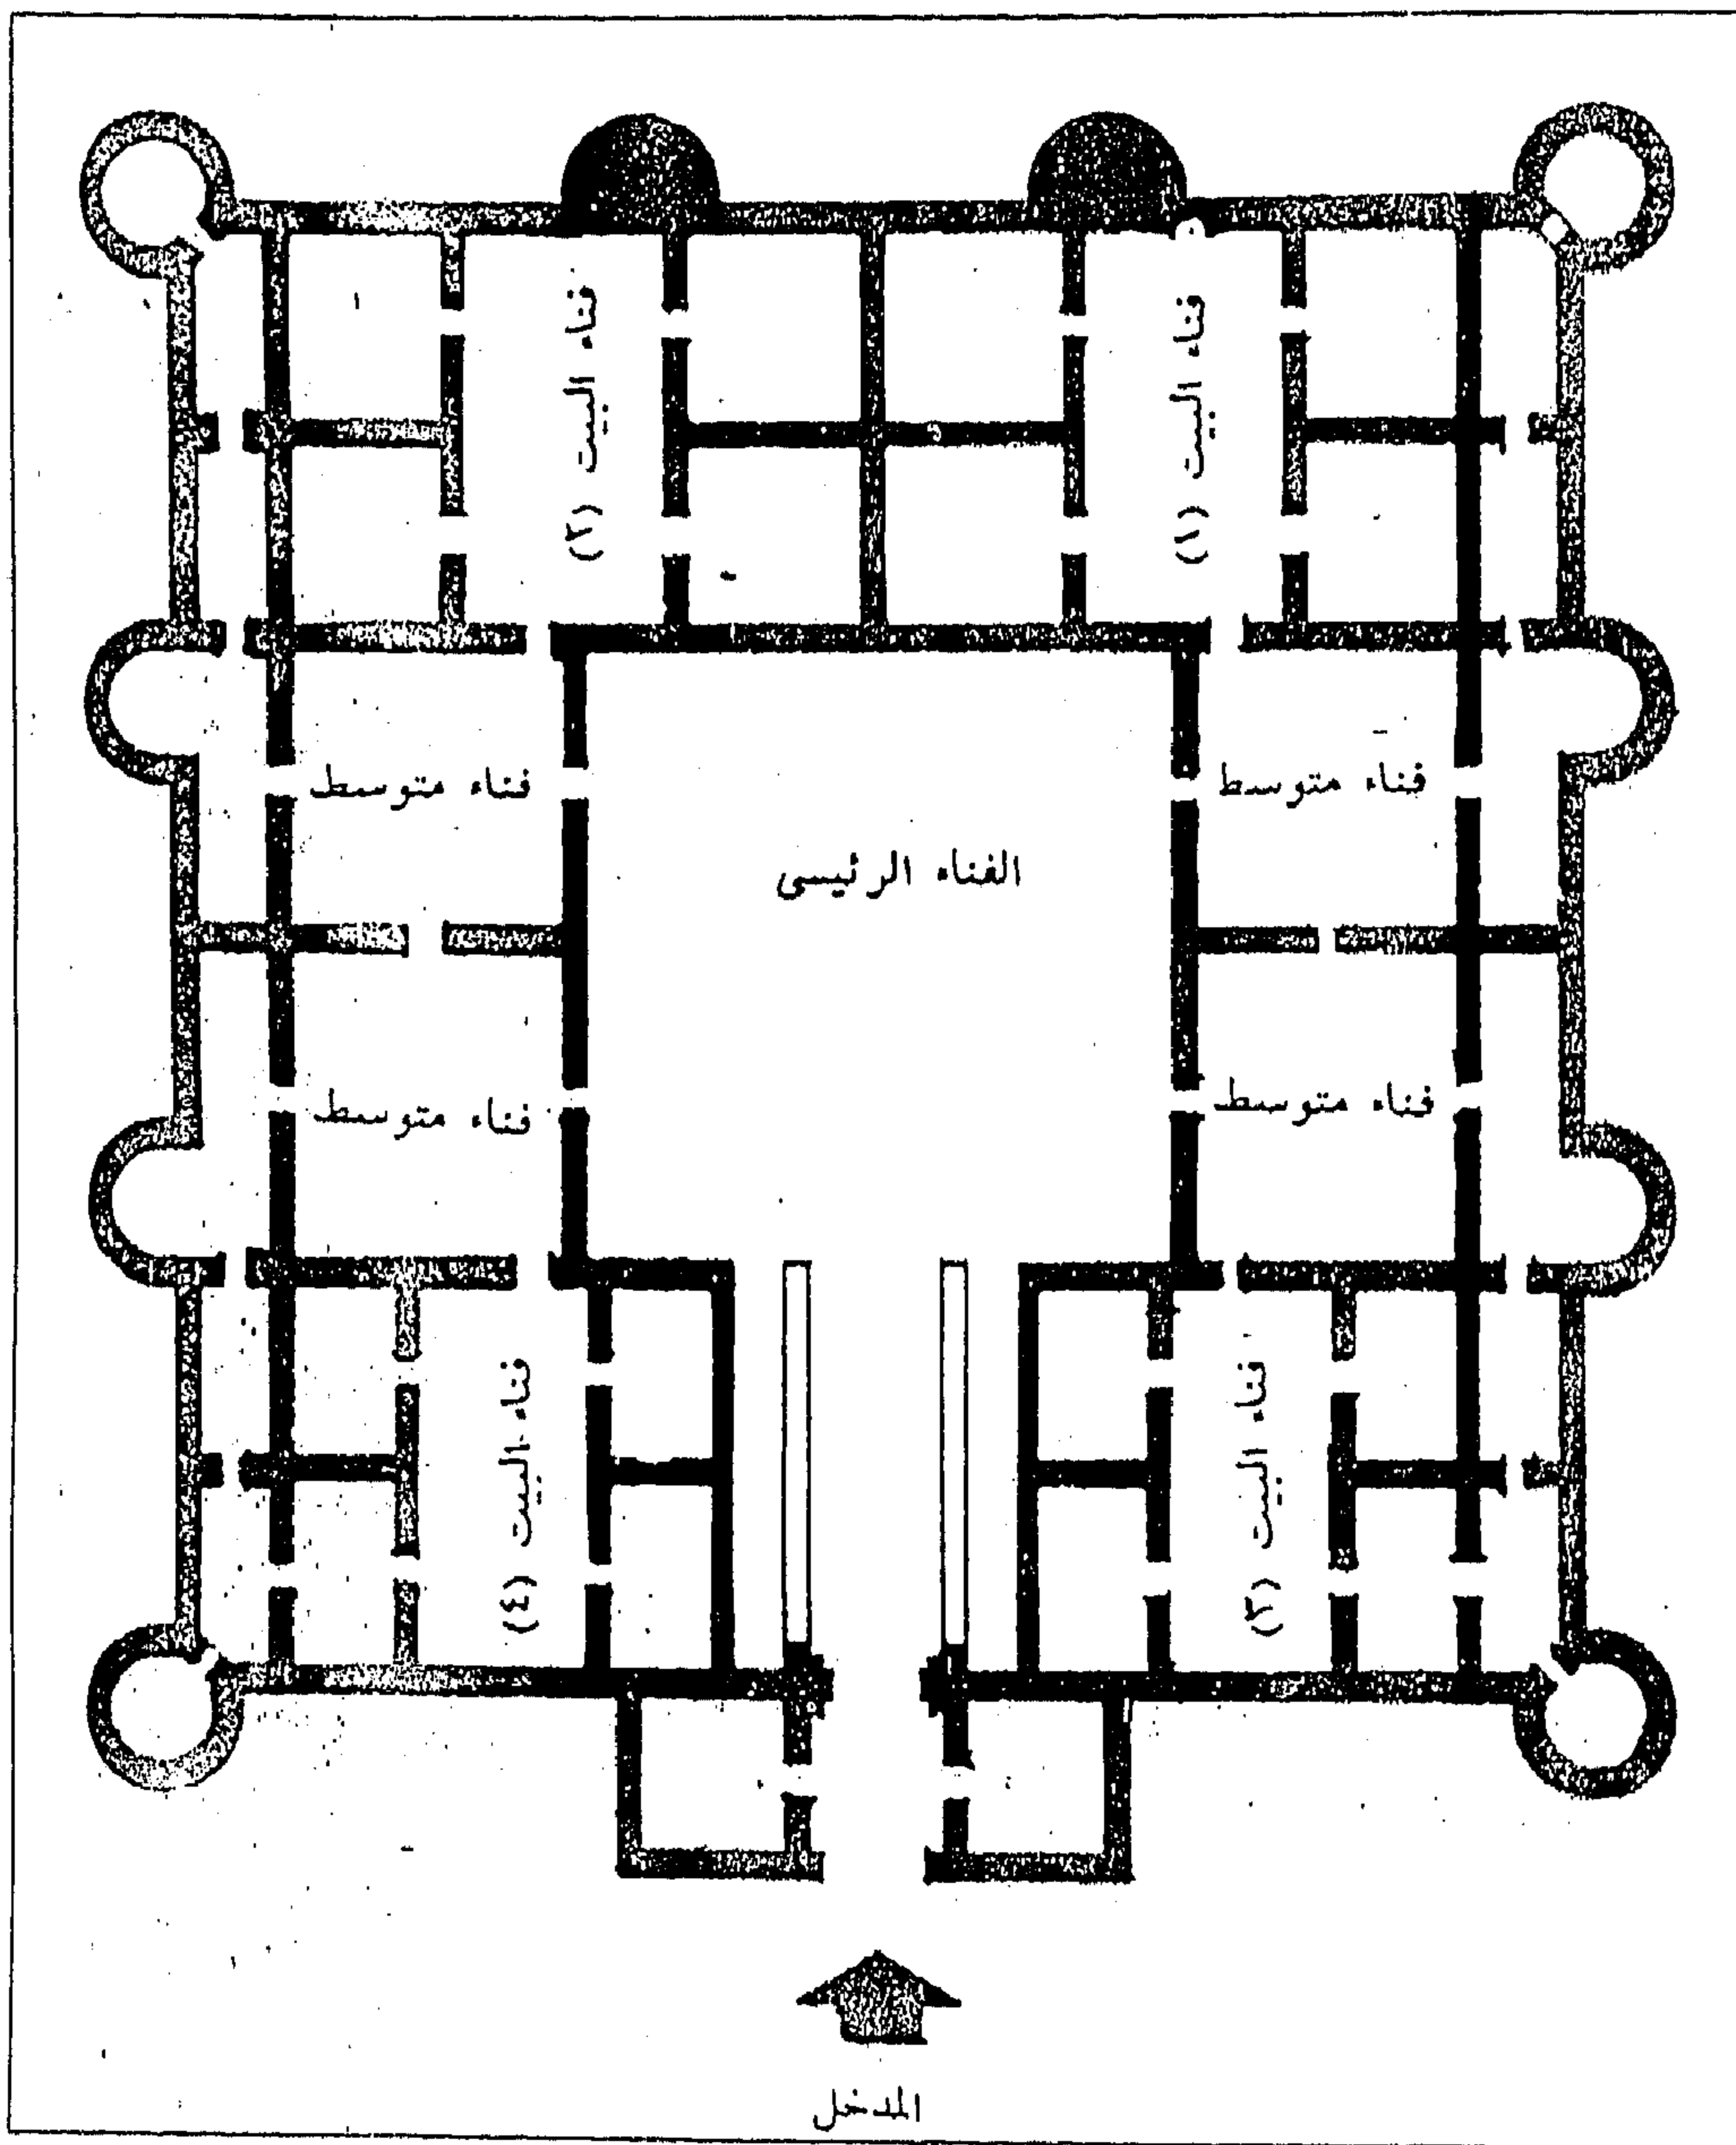 فناء البيت (١)
فناء البيت (٢)
فناء متوسط
فناء متوسط
الفناء الرئيسى
فناء متوسط
فناء متوسط
فناء البيت (٣)
فناء البيت (٤)
المدخل